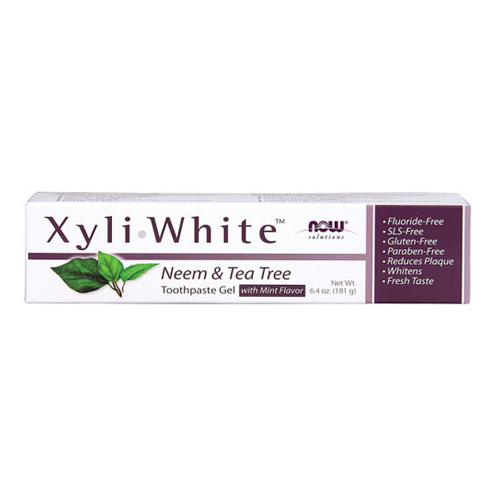 Xyli·White™
now®
solutions
Neem & Tea Tree
Toothpaste Gel with Mint Flavor
Net Wt.
6.4 oz. (181 g)
• Fluoride-Free
• SLS-Free
• Gluten-Free
• Paraben-Free
• Reduces Plaque
• Whitens
• Fresh Taste